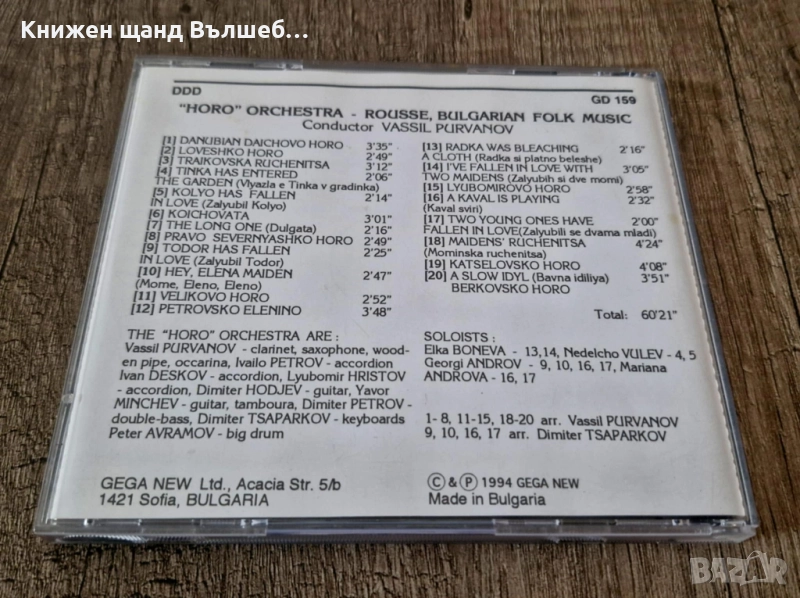 Книжен щанд Вълшеб...
DDD
GD 159
"HORO" ORCHESTRA - ROUSSE, BULGARIAN FOLK MUSIC
Conductor VASSIL PURVANOV
[1] DANUBIAN DAICHOVO HORO 3'35"
[2] LOVESHKO HORO 2'49"
[3] TRAIKOVSKA RUCHENITSA 3'12"
[4] TINKA HAS ENTERED 2'06"
THE GARDEN (Vlyazla e Tinka v gradinka)
[5] KOLYO HAS FALLEN 2'14"
IN LOVE (Zalyubil Kolyo)
[6] KOICHOVATA 3'01"
[7] THE LONG ONE (Dulgata) 2'16"
[8] PRAVO SEVERNYASHKO HORO 2'49"
[9] TODOR HAS FALLEN 2'25"
IN LOVE (Zalyubil Todor)
[10] HEY, ELENA MAIDEN 2'47"
(Mome, Eleno, Eleno)
[11] VELIKOVO HORO 2'52"
[12] PETROVSKO ELENINO 3'48"
[13] RADKA WAS BLEACHING 2'16"
A CLOTH (Radka si platno beleshe)
[14] I'VE FALLEN IN LOVE WITH 3'05"
TWO MAIDENS (Zalyubih si dve momi)
[15] LYUBOMIROVO HORO 2'58"
[16] A KAVAL IS PLAYING 2'32"
(Kaval sviri)
[17] TWO YOUNG ONES HAVE 2'00"
FALLEN IN LOVE(Zalyubili se dvama mladi)
[18] MAIDENS' RUCHENITSA 4'24"
(Mominska ruchenitsa)
[19] KATSELOVSKO HORO 4'08"
[20] A SLOW IDYL (Bavna idiliya) 3'51"
BERKOVSKO HORO
Total: 60'21"
THE "HORO" ORCHESTRA ARE :
Vassil PURVANOV - clarinet, saxophone, wood-
en pipe, occarina, Ivailo PETROV - accordion
Ivan DESKOV - accordion, Lyubomir HRISTOV
- accordion, Dimiter HODJEV - guitar, Yavor
MINCHEV - guitar, tamboura, Dimiter PETROV -
double-bass, Dimiter TSAPARKOV - keyboards
Peter AVRAMOV - big drum
SOLOISTS :
Elka BONEVA - 13,14, Nedelcho VULEV - 4, 5
Georgi ANDROV - 9, 10, 16, 17, Mariana
ANDROVA - 16, 17
1- 8, 11-15, 18-20 arr. Vassil PURVANOV
9, 10, 16, 17 arr. Dimiter TSAPARKOV
GEGA NEW Ltd., Acacia Str. 5/b
1421 Sofia, BULGARIA
© & ℗ 1994 GEGA NEW
Made in Bulgaria
BAZAR